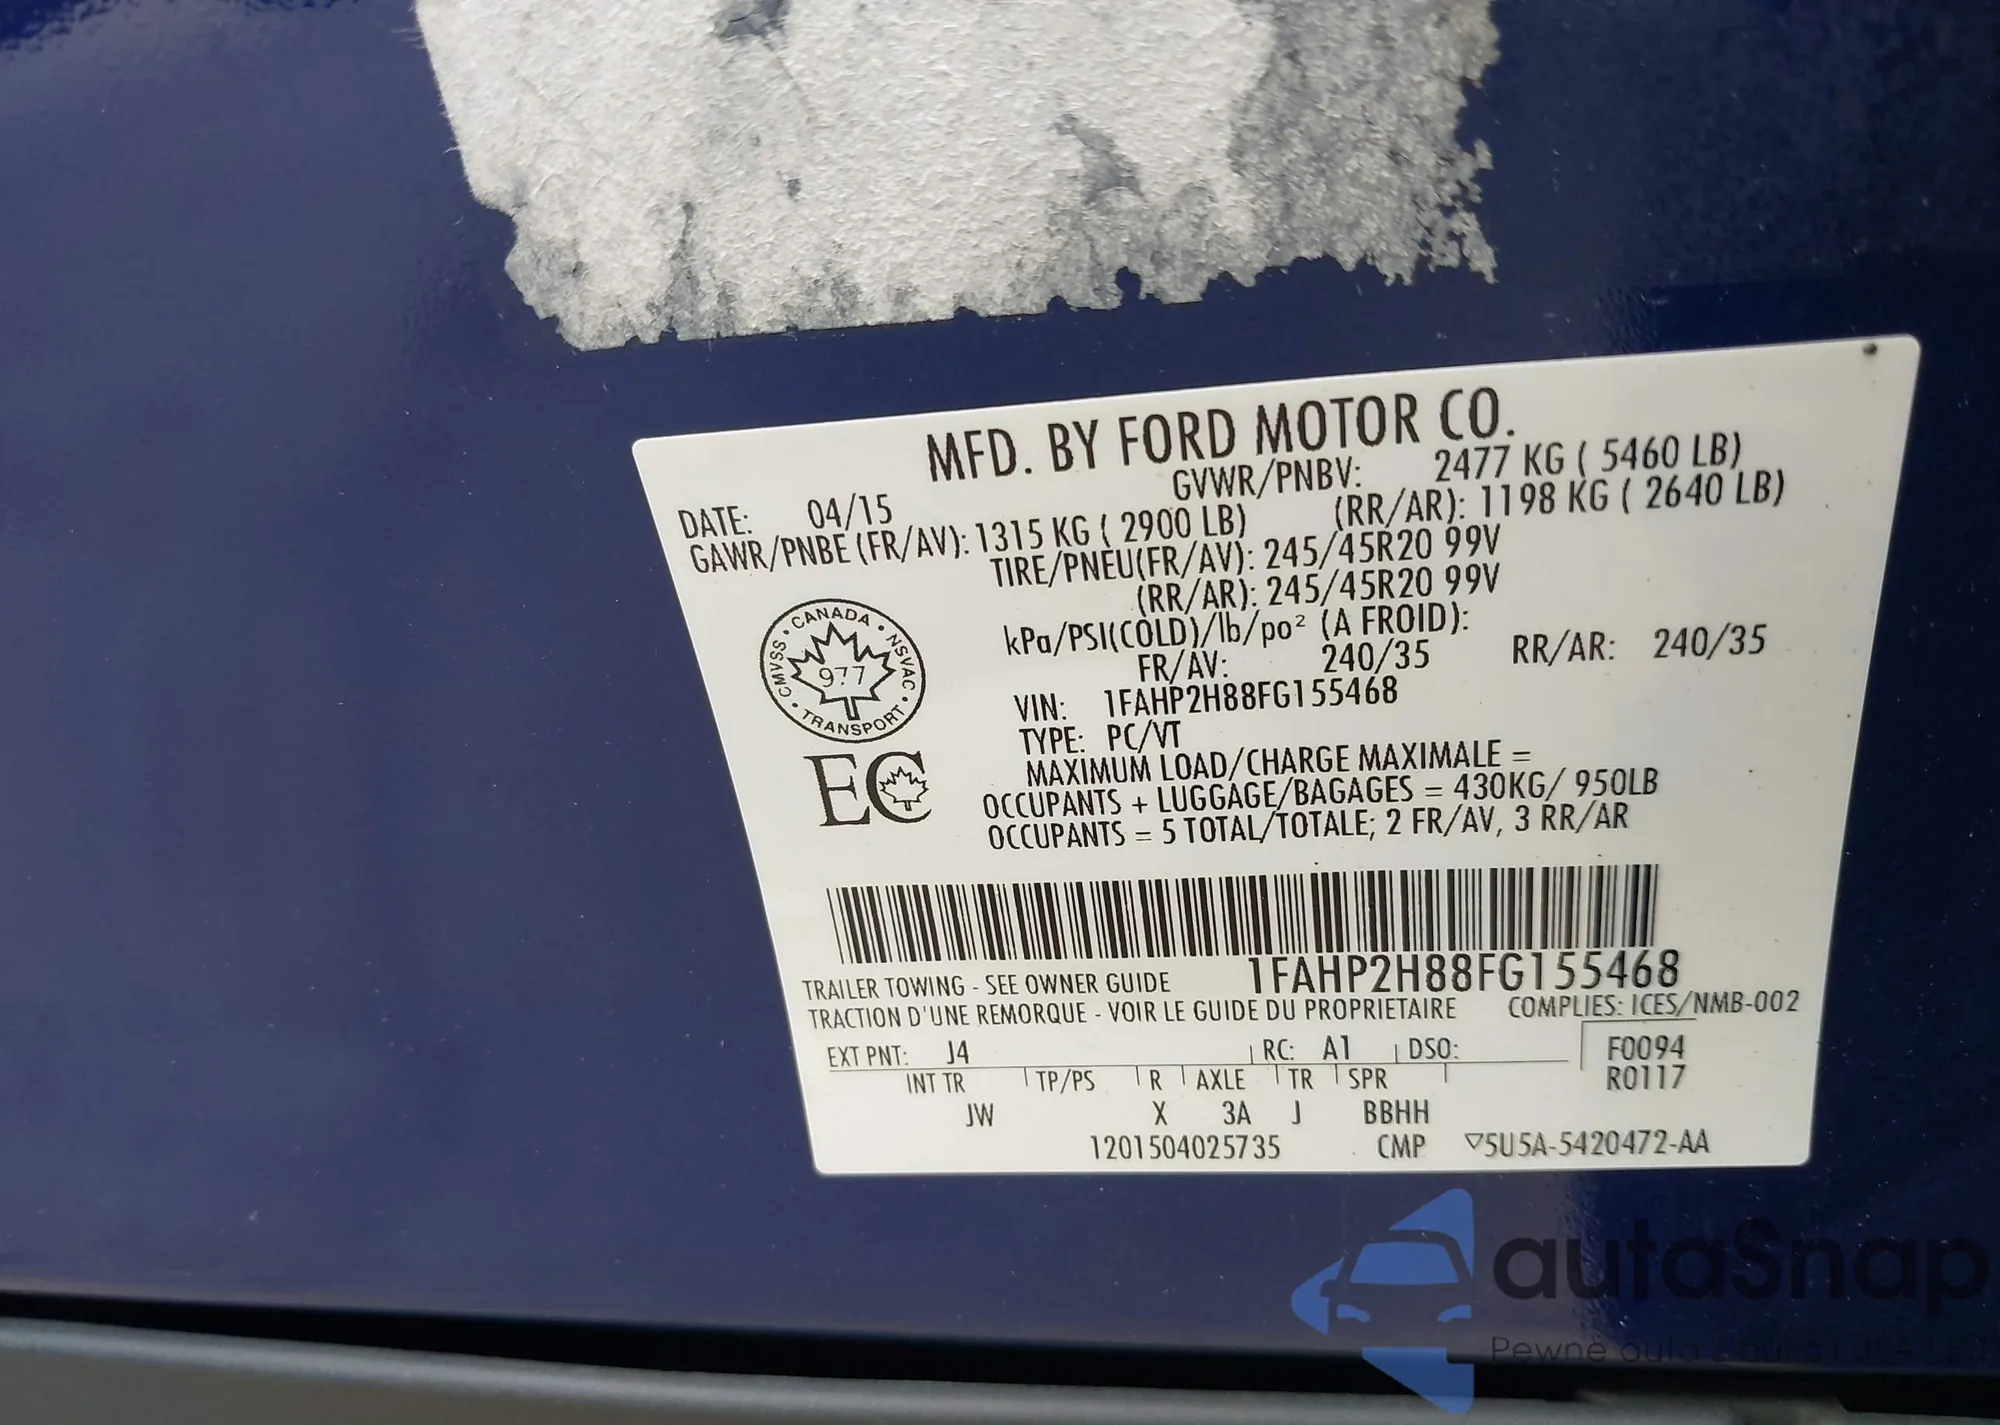 MFD. BY FORD MOTOR CO.
DATE: 04/15 GVWR/PNBV: 2477 KG ( 5460 LB)
GAWR/PNBE (FR/AV): 1315 KG ( 2900 LB) (RR/AR): 1198 KG ( 2640 LB)
TIRE/PNEU(FR/AV): 245/45R20 99V
(RR/AR): 245/45R20 99V
kPa/PSI(COLD)/lb/po² (A FROID):
FR/AV: 240/35 RR/AR: 240/35
CANADA • NSVAC • TRANSPORT • CMVSS •
VIN: 1FAHP2H88FG155468
TYPE: PC/VT
EC
MAXIMUM LOAD/CHARGE MAXIMALE =
OCCUPANTS + LUGGAGE/BAGAGES = 430KG/ 950LB
OCCUPANTS = 5 TOTAL/TOTALE; 2 FR/AV, 3 RR/AR
1FAHP2H88FG155468
TRAILER TOWING - SEE OWNER GUIDE
TRACTION D'UNE REMORQUE - VOIR LE GUIDE DU PROPRIETAIRE COMPLIES: ICES/NMB-002
EXT PNT: J4 RC: A1 DSO: F0094
INT TR TP/PS R AXLE TR SPR R0117
JW X 3A J BBHH
1201504025735 CMP ▽5U5A-5420472-AA
autaSnap
Pewne auta z